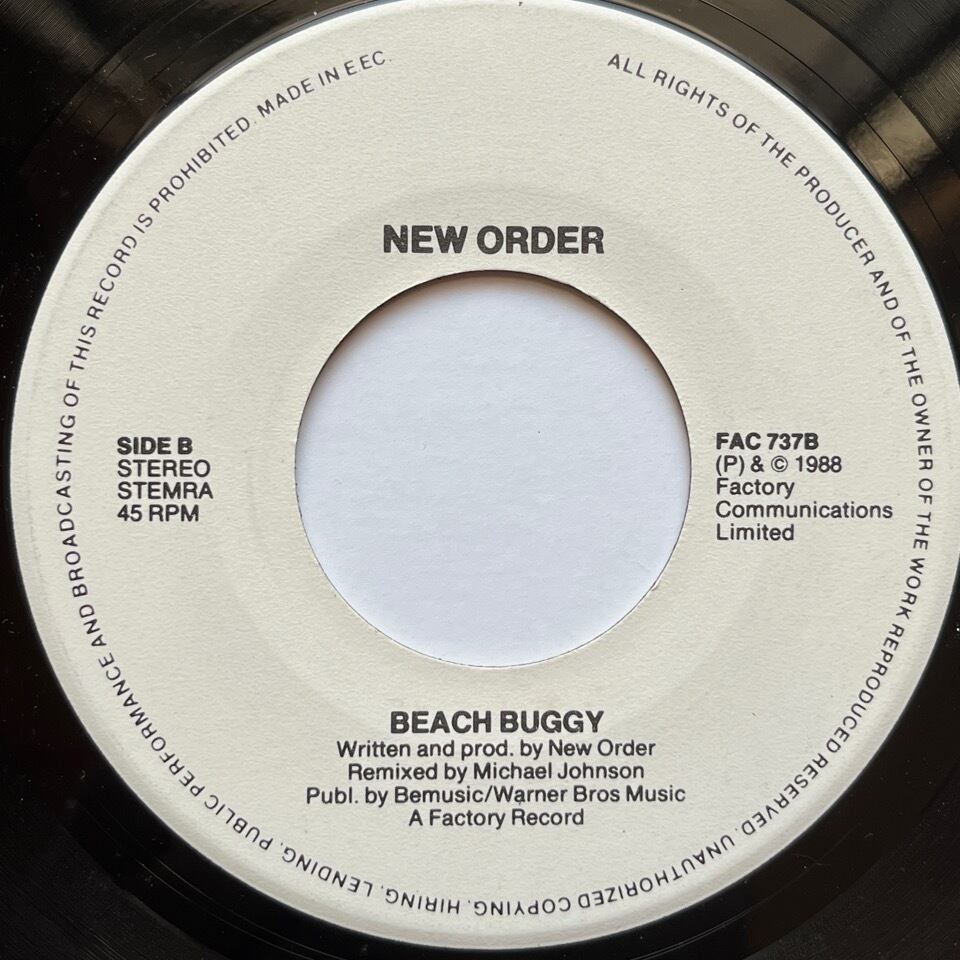 ALL RIGHTS OF THE PRODUCER AND OF THE OWNER OF THE WORK REPRODUCED RESERVED. UNAUTHORIZED COPYING. HIRING. LENDING. PUBLIC PERFORMANCE AND BROADCASTING OF THIS RECORD IS PROHIBITED. MADE IN E.E.C.
NEW ORDER
SIDE B
STEREO
STEMRA
45 RPM
FAC 737B
(P) & © 1988
Factory
Communications
Limited
BEACH BUGGY
Written and prod. by New Order
Remixed by Michael Johnson
Publ. by Bemusic/Warner Bros Music
A Factory Record